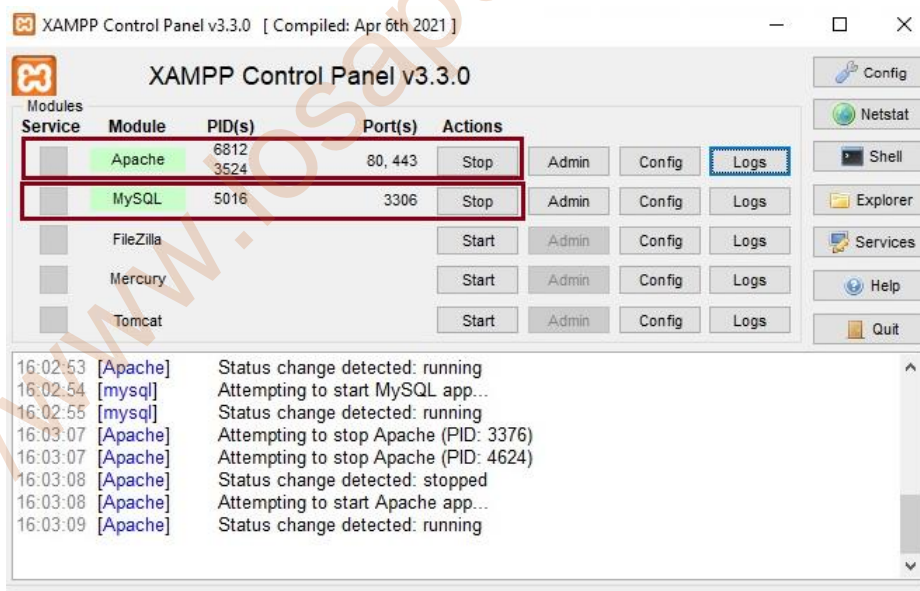 XAMPP Control Panel v3.3.0 [ Compiled: Apr 6th 2021 ]
XAMPP Control Panel v3.3.0
Config
Modules
Service Module PID(s) Port(s) Actions
Netstat
Apache 6812 3524 80, 443 Stop Admin Config Logs
Shell
MySQL 5016 3306 Stop Admin Config Logs
Explorer
FileZilla Start Admin Config Logs
Services
Mercury Start Admin Config Logs
Help
Tomcat Start Admin Config Logs
Quit
16:02:53 [Apache] Status change detected: running
16:02:54 [mysql] Attempting to start MySQL app...
16:02:55 [mysql] Status change detected: running
16:03:07 [Apache] Attempting to stop Apache (PID: 3376)
16:03:07 [Apache] Attempting to stop Apache (PID: 4624)
16:03:08 [Apache] Status change detected: stopped
16:03:08 [Apache] Attempting to start Apache app...
16:03:09 [Apache] Status change detected: running